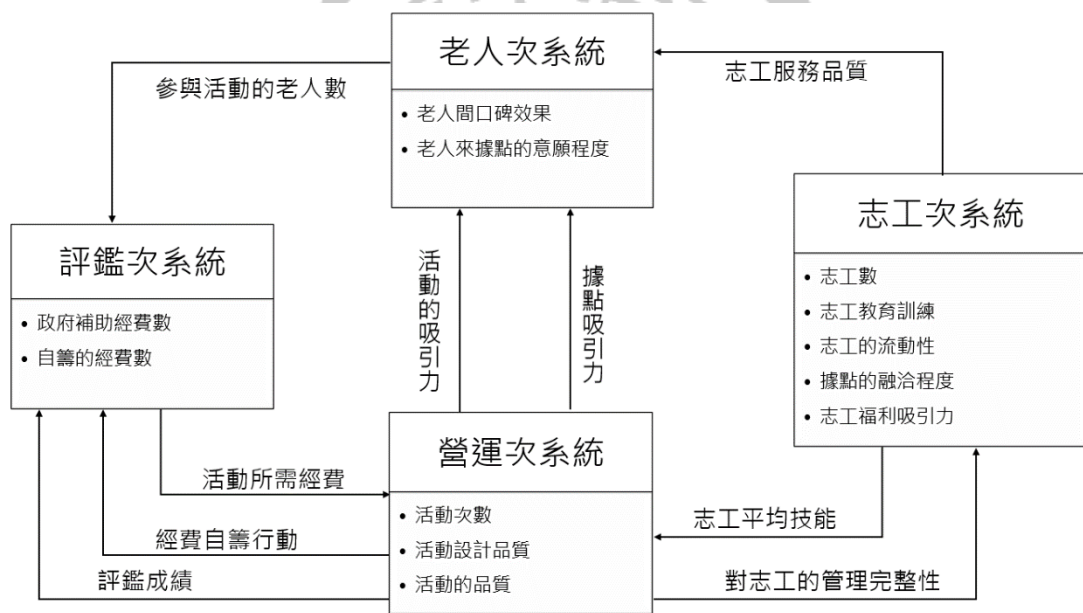 老人次系統
• 老人間口碑效果
• 老人來據點的意願程度
參與活動的老人數
志工服務品質
評鑑次系統
• 政府補助經費數
• 自籌的經費數
活動的吸引力
據點吸引力
志工次系統
• 志工數
• 志工教育訓練
• 志工的流動性
• 據點的融洽程度
• 志工福利吸引力
營運次系統
• 活動次數
• 活動設計品質
• 活動的品質
活動所需經費
經費自籌行動
評鑑成績
志工平均技能
對志工的管理完整性